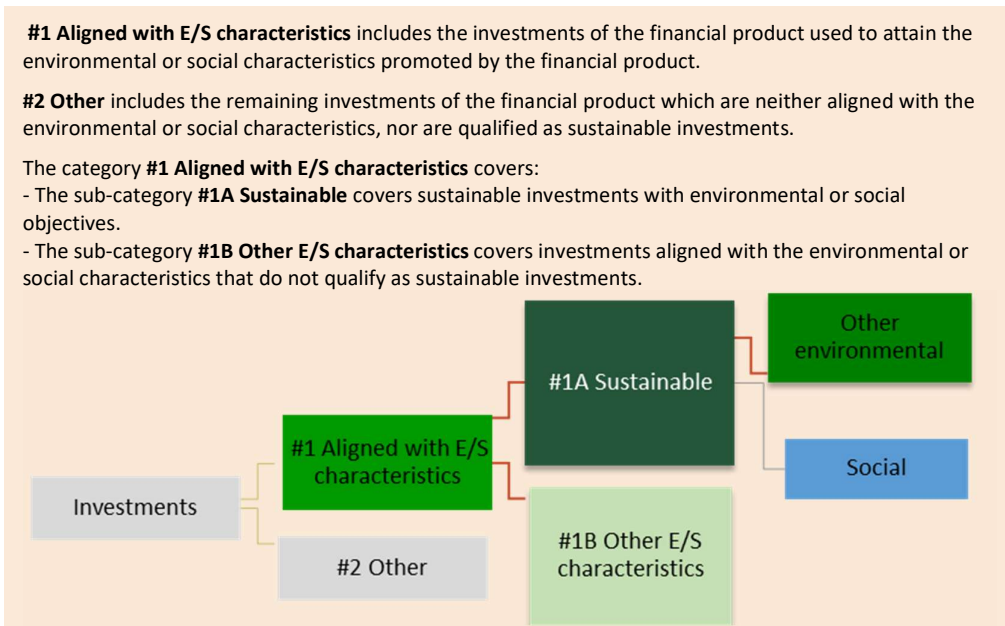 #1 Aligned with E/S characteristics includes the investments of the financial product used to attain the
environmental or social characteristics promoted by the financial product.
#2 Other includes the remaining investments of the financial product which are neither aligned with the
environmental or social characteristics, nor are qualified as sustainable investments.
The category #1 Aligned with E/S characteristics covers:
- The sub-category #1A Sustainable covers sustainable investments with environmental or social
objectives.
- The sub-category #1B Other E/S characteristics covers investments aligned with the environmental or
social characteristics that do not qualify as sustainable investments.
Investments
#1 Aligned with E/S
characteristics
#2 Other
#1A Sustainable
#1B Other E/S
characteristics
Other
environmental
Social